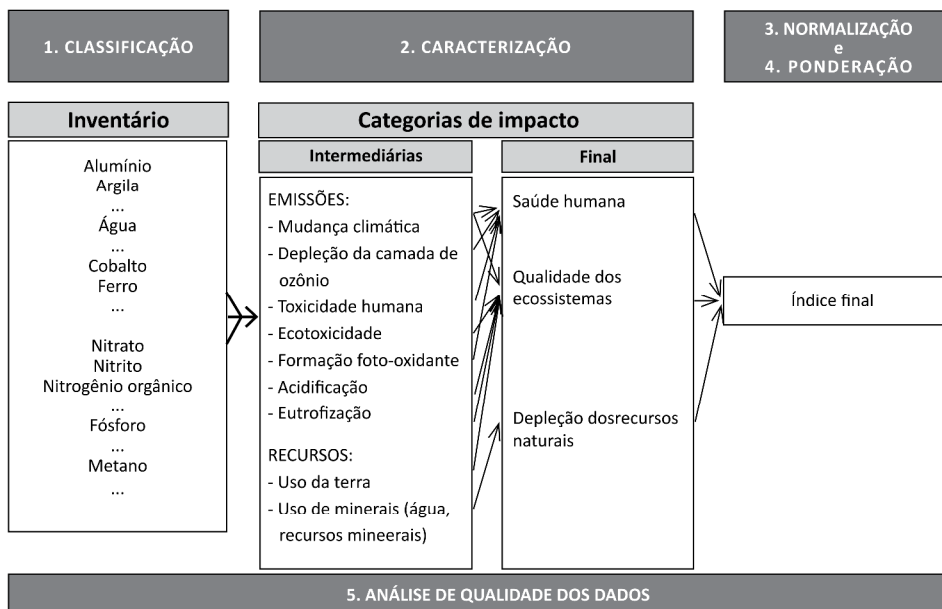 1. CLASSIFICAÇÃO
2. CARACTERIZAÇÃO
3. NORMALIZAÇÃO
e
4. PONDERAÇÃO
Inventário
Alumínio
Argila
...
Água
...
Cobalto
Ferro
...
Nitrato
Nitrito
Nitrogênio orgânico
...
Fósforo
...
Metano
...
Categorias de impacto
Intermediárias
EMISSÕES:
- Mudança climática
- Depleção da camada de
ozônio
- Toxicidade humana
- Ecotoxicidade
- Formação foto-oxidante
- Acidificação
- Eutrofização
RECURSOS:
- Uso da terra
- Uso de minerais (água,
recursos mineerais)
Final
Saúde humana
Qualidade dos
ecossistemas
Depleção dosrecursos
naturais
Índice final
5. ANÁLISE DE QUALIDADE DOS DADOS